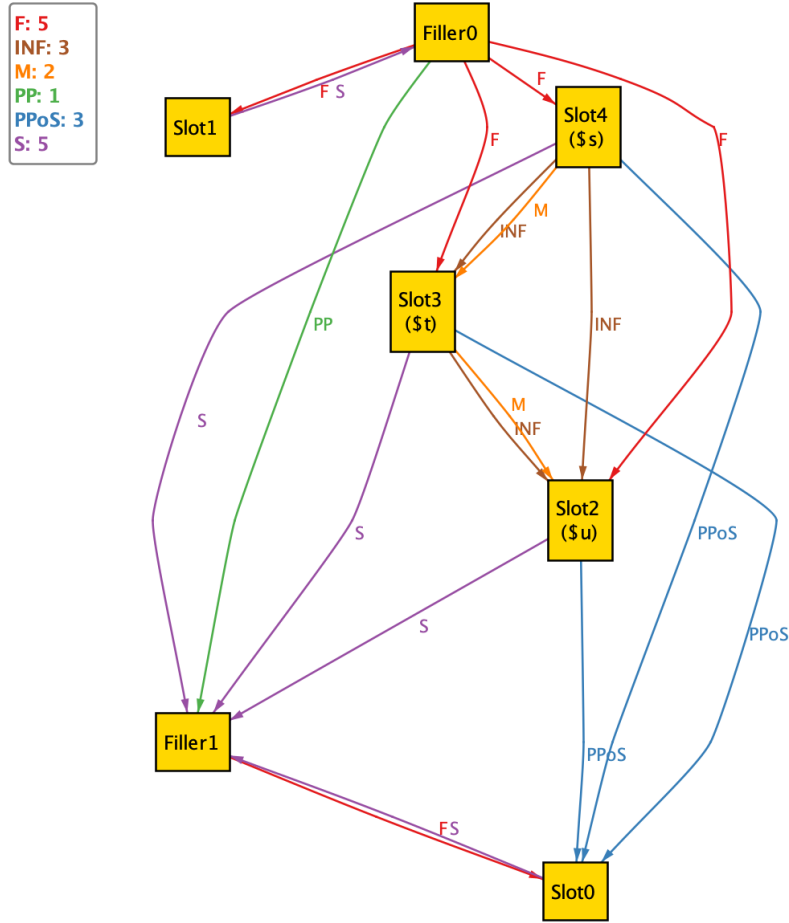 F: 5
INF: 3
M: 2
PP: 1
PPoS: 3
S: 5
Filler0
F
F S
Slot1
Slot4
($s)
F
F
M
INF
Slot3
($t)
PP
INF
M
S
INF
Slot2
($u)
S
PPoS
S
PPoS
Filler1
PPoS
F S
Slot0